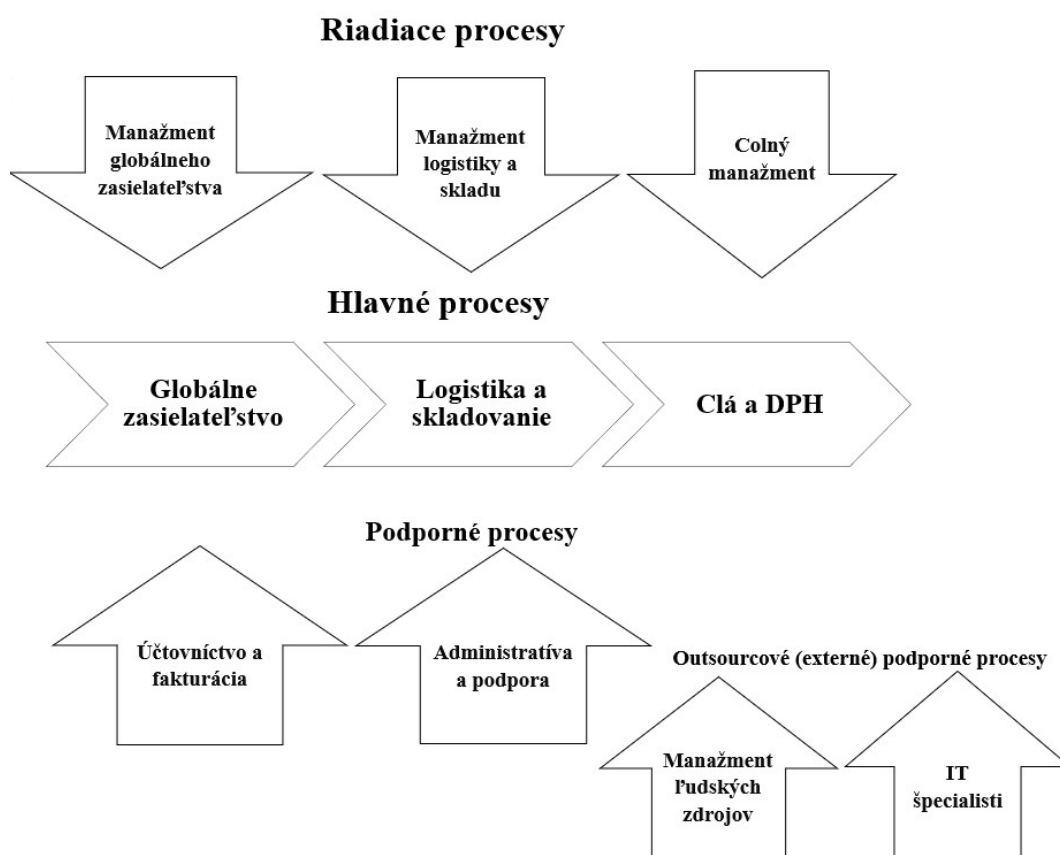 Riadiace procesy
Manažment
globálneho
zasielateľstva
Manažment
logistiky a
skladu
Colný
manažment
Hlavné procesy
Globálne
zasielateľstvo
Logistika a
skladovanie
Clá a DPH
Podporné procesy
Účtovníctvo a
fakturácia
Administratíva
a podpora
Outsourcové (externé) podporné procesy
Manažment
ľudských
zdrojov
IT
špecialisti